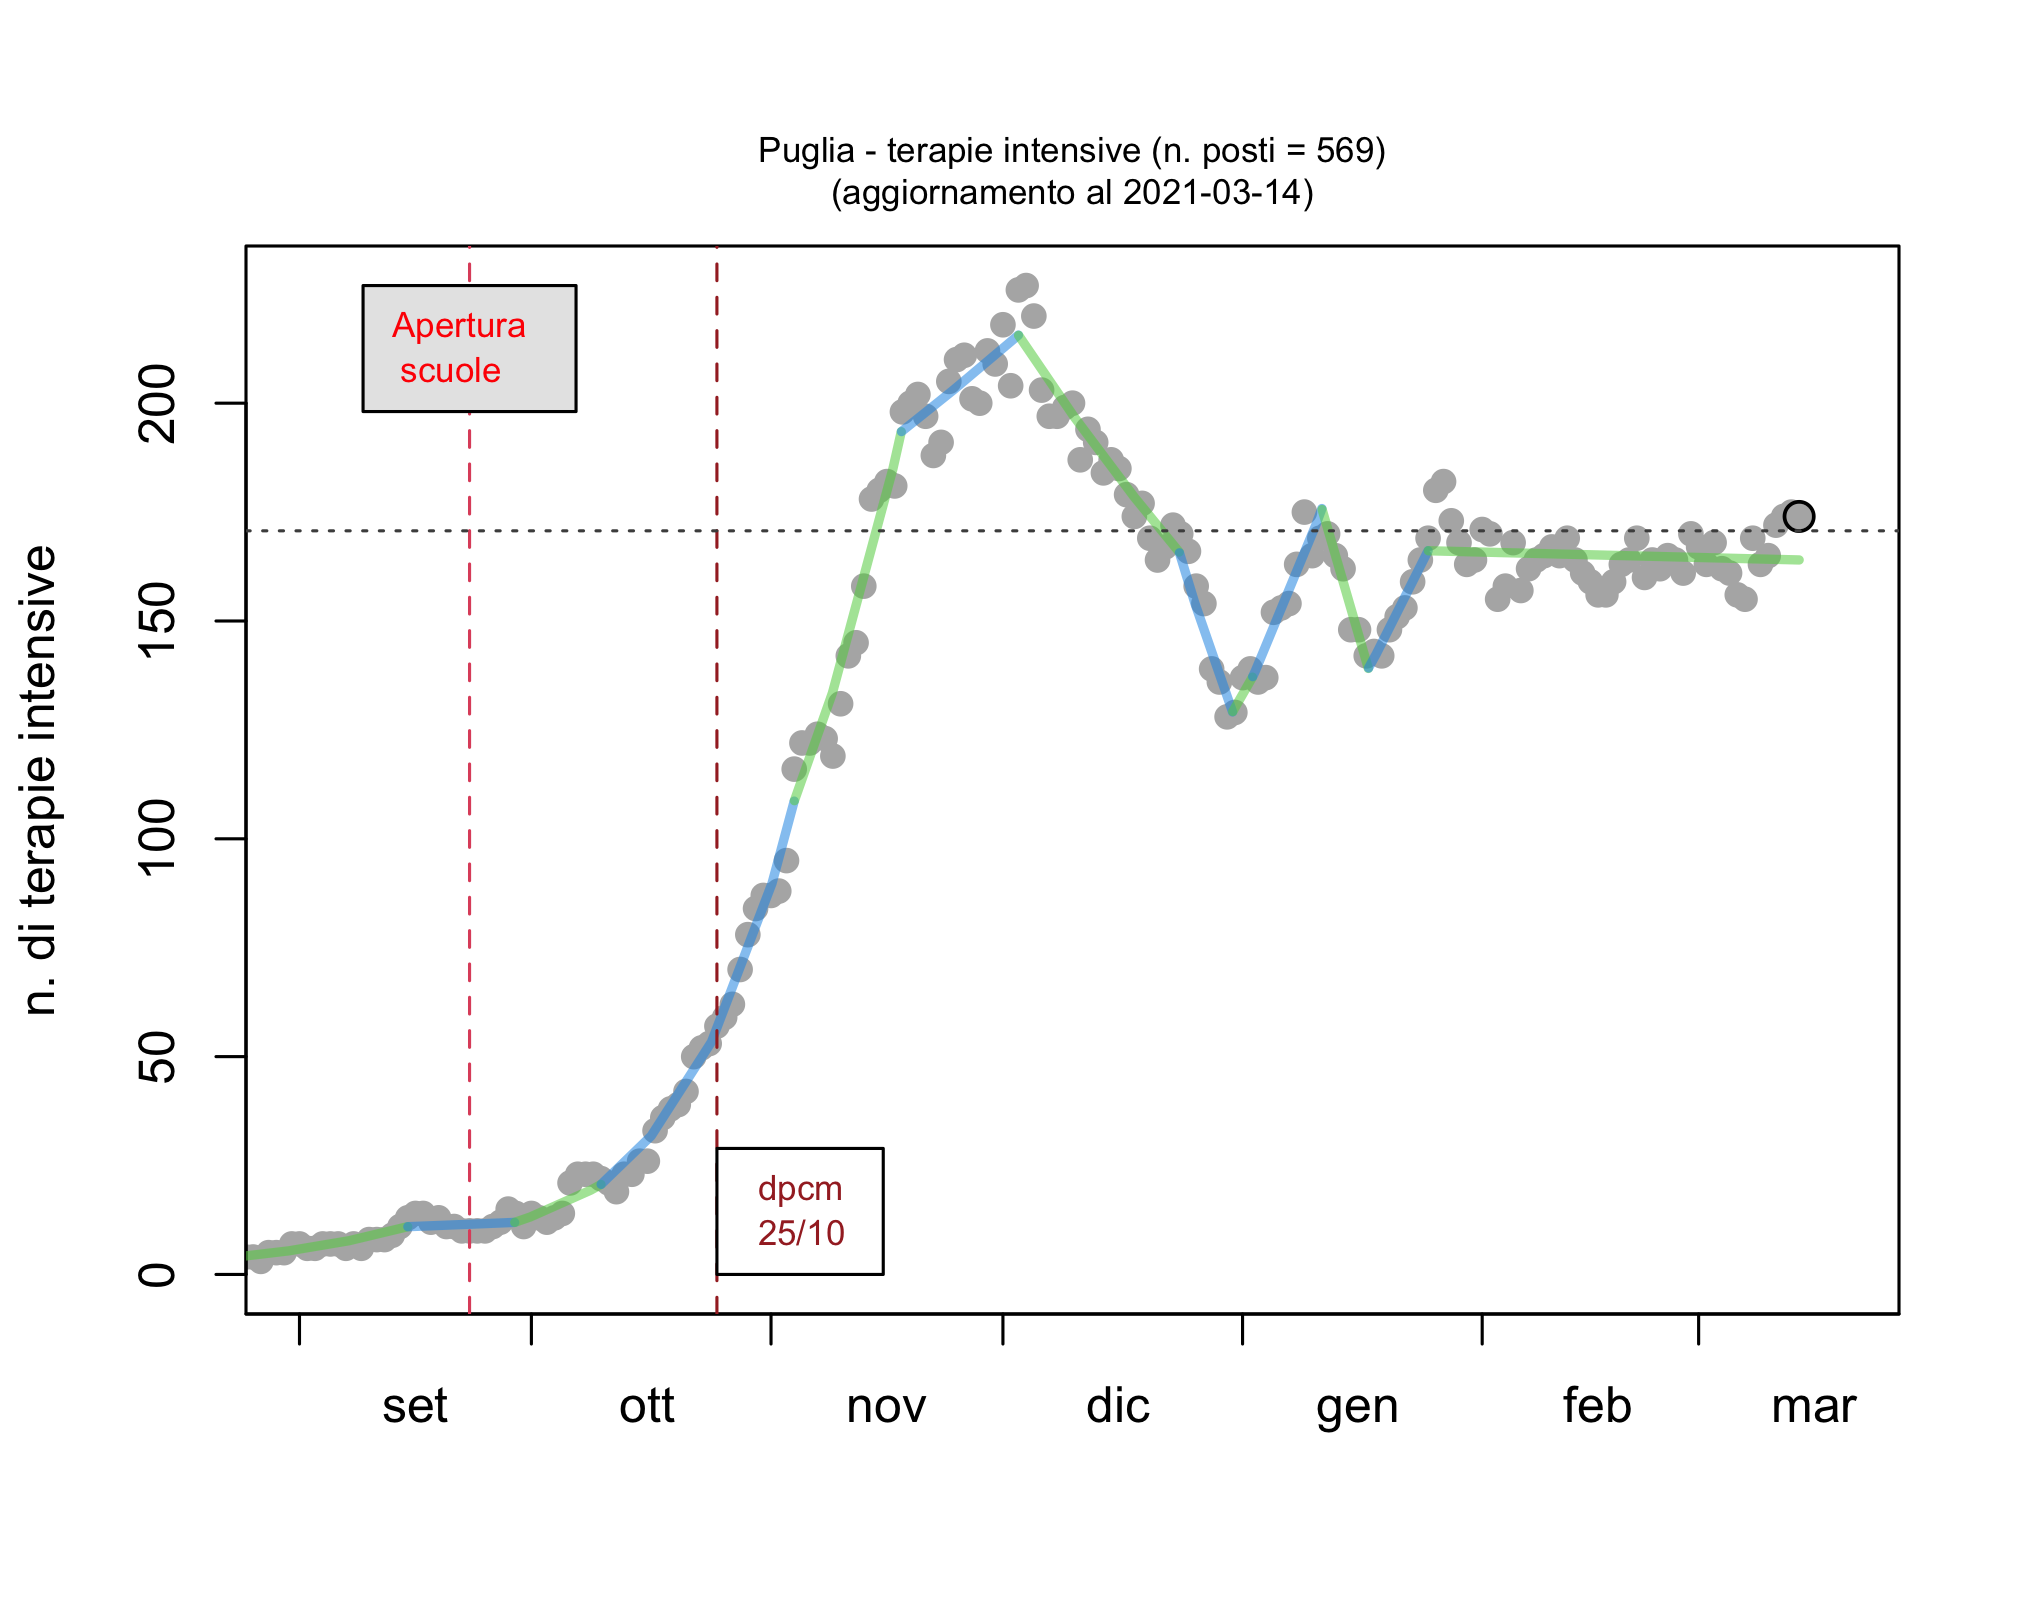 Puglia - terapie intensive (n. posti = 569)
(aggiornamento al 2021-03-14)
Apertura
scuole
n. di terapie intensive
200
150
100
50
0
dpcm
25/10
set ott nov dic gen feb mar